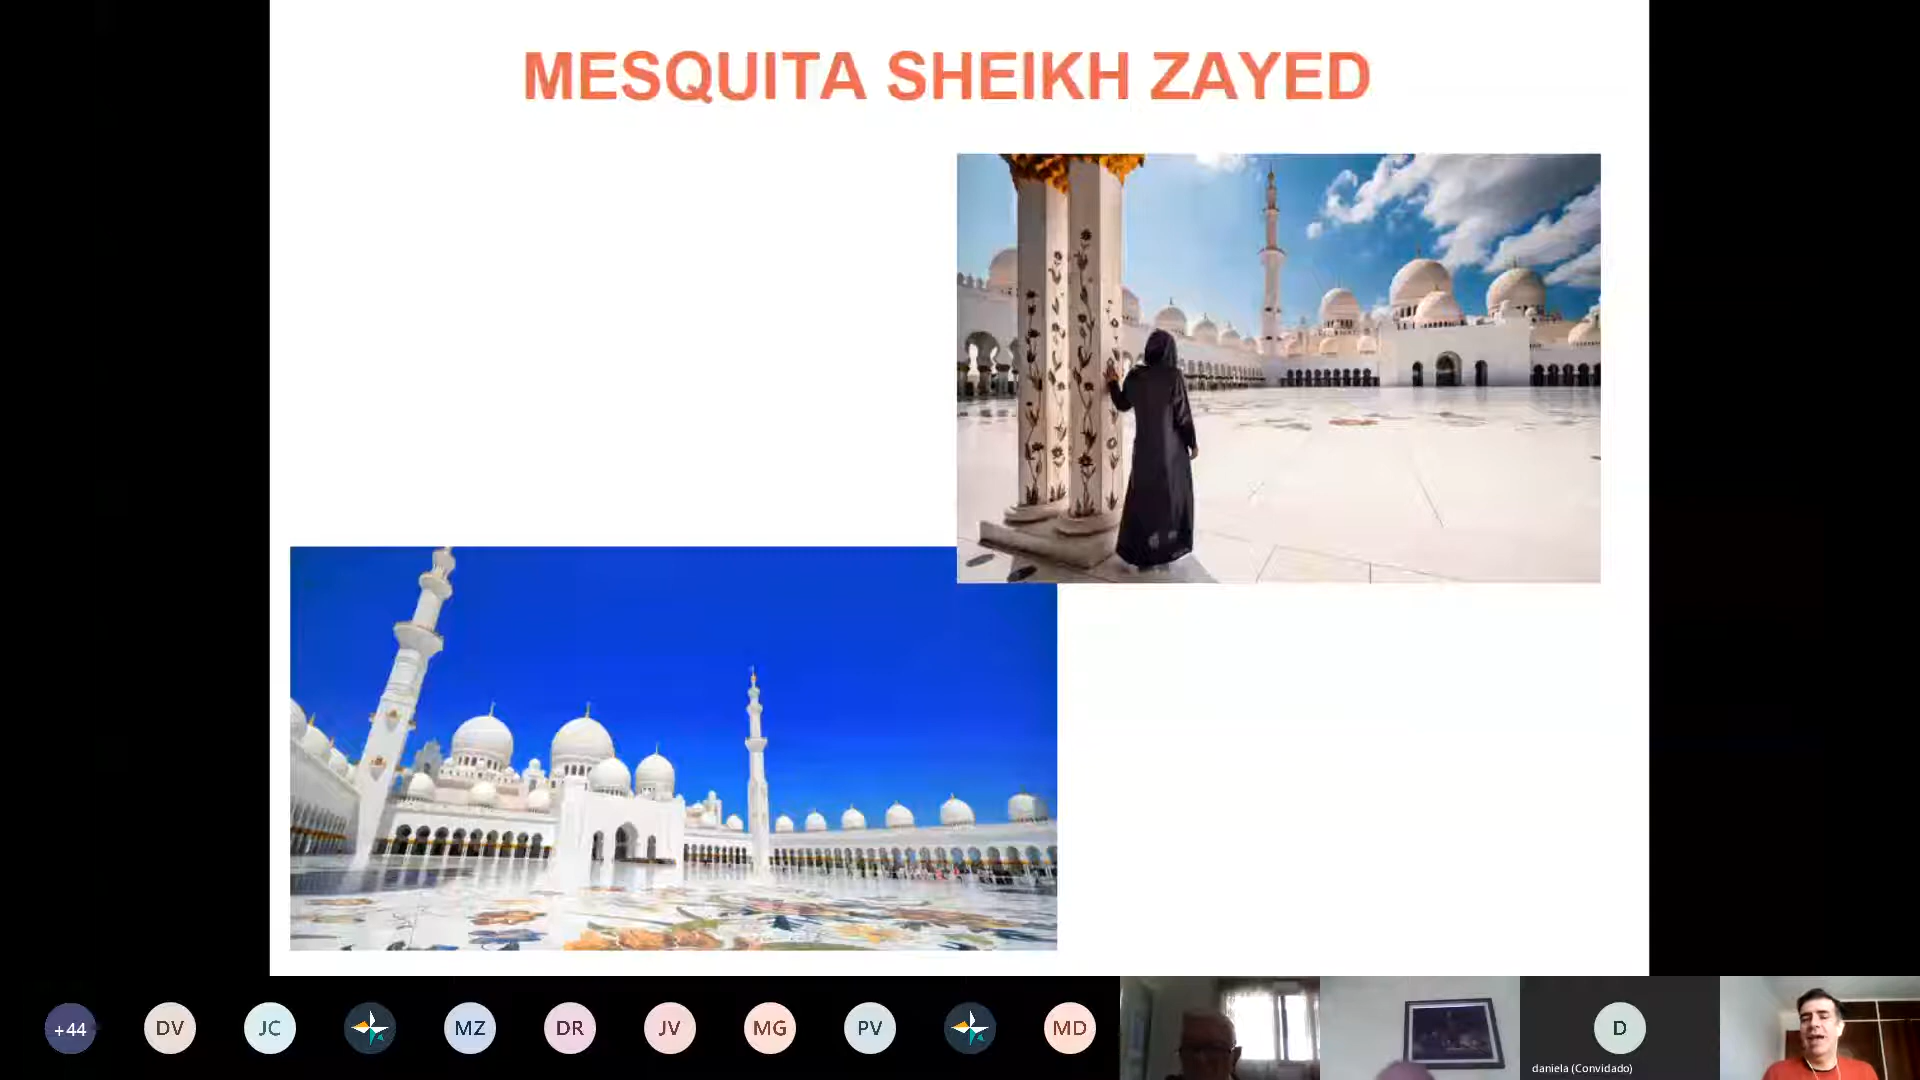 MESQUITA SHEIKH ZAYED
+44
DV
JC
MZ
DR
JV
MG
PV
MD
D
daniela (Convidado)